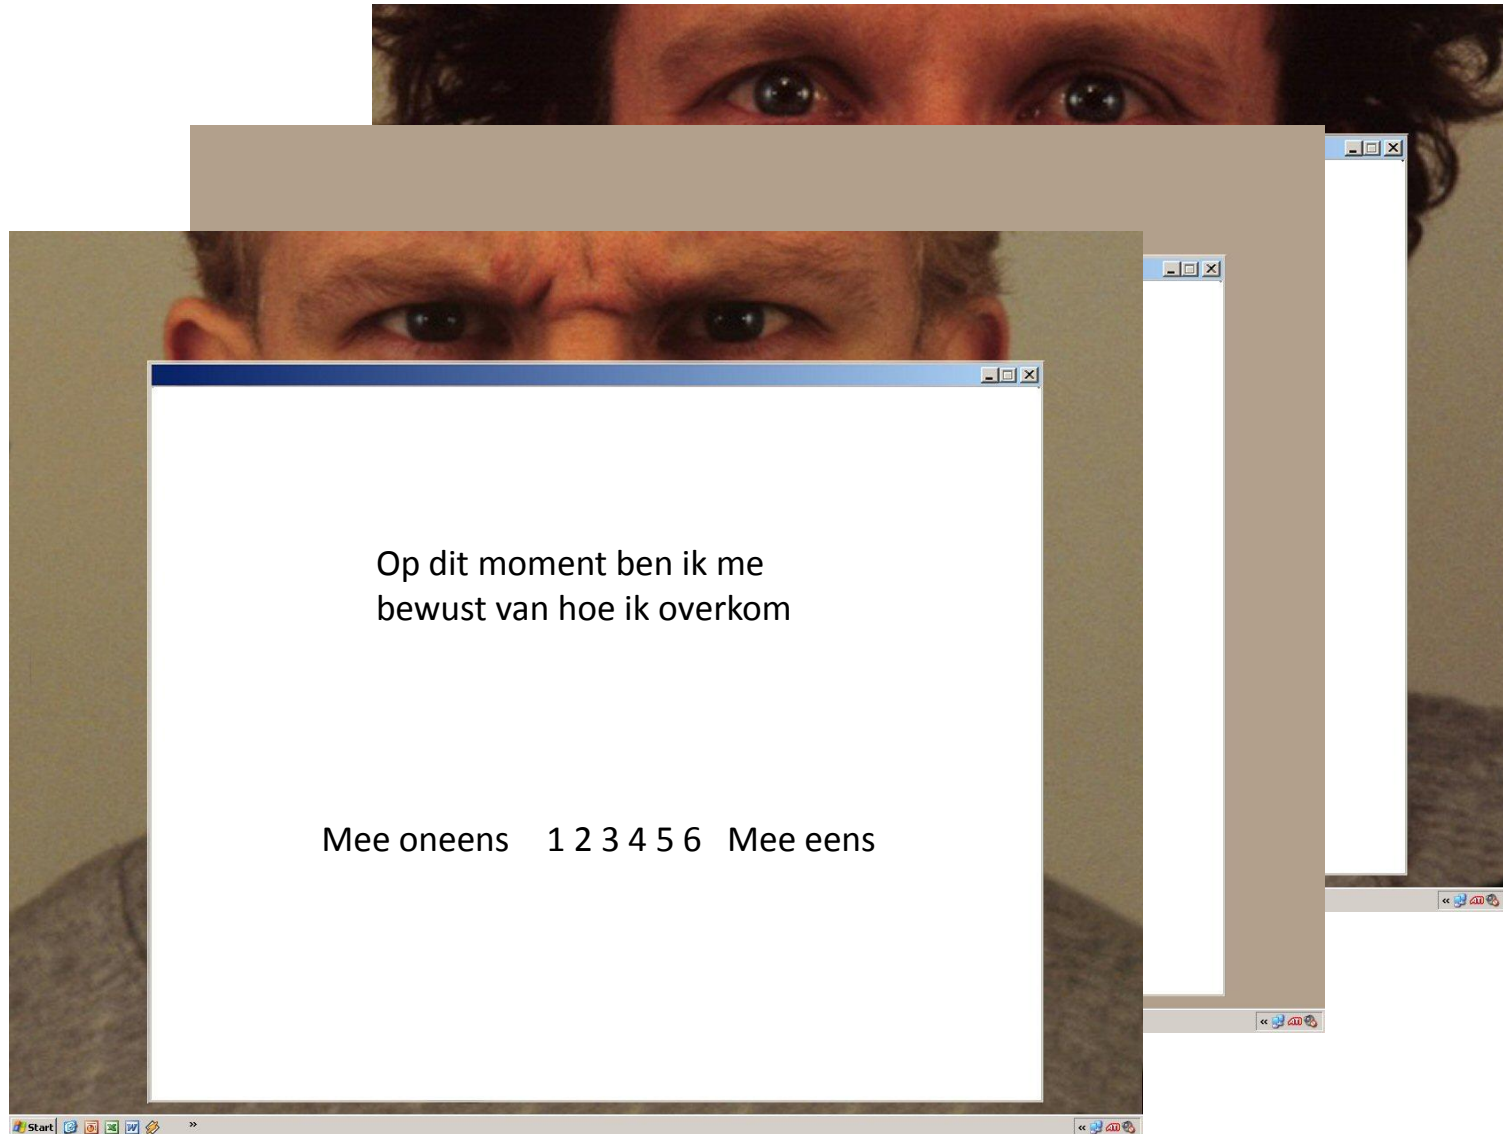 Op dit moment ben ik me
bewust van hoe ik overkom
Mee oneens 1 2 3 4 5 6 Mee eens
Start